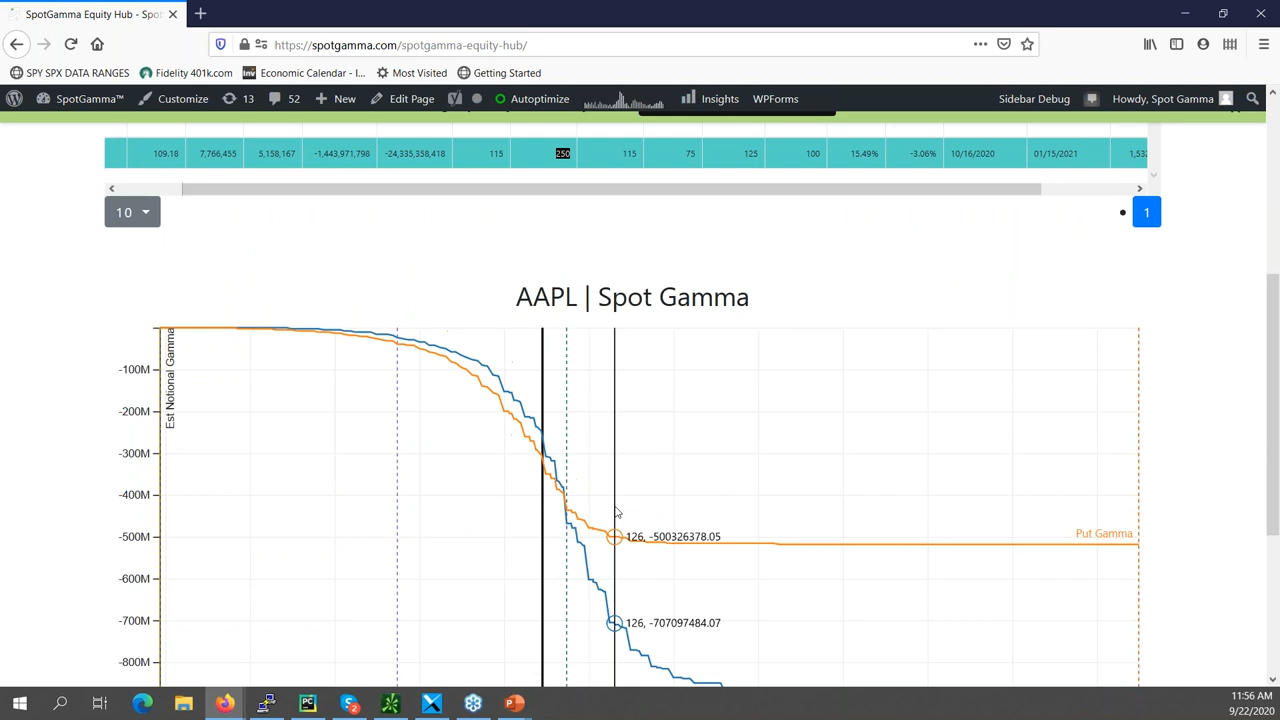 SpotGamma Equity Hub - Spot
https://spotgamma.com/spotgamma-equity-hub/
SPY SPX DATA RANGES Fidelity 401k.com Economic Calendar - I... Most Visited Getting Started
SpotGamma™ Customize 13 52 New Edit Page Autoptimize Insights WPForms Sidebar Debug Howdy, Spot Gamma
109.18 7,766,455 5,158,167 -1,443,971,798 -24,335,358,418 115 250 115 75 125 100 15.49% -3.06% 10/16/2020 01/15/2021 1,532
10 1
AAPL | Spot Gamma
Est Notional Gamma
-100M
-200M
-300M
-400M
-500M
-600M
-700M
-800M
Put Gamma
126, -500326378.05
126, -707097484.07
11:56 AM
9/22/2020